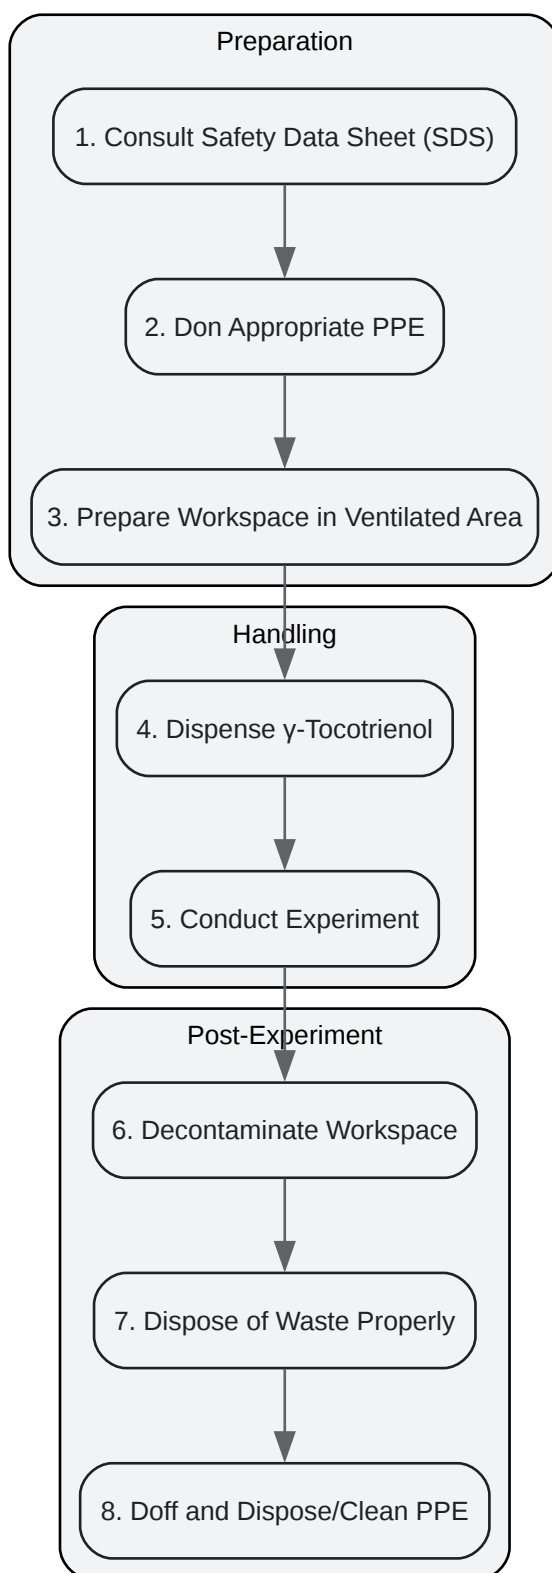 Preparation
1. Consult Safety Data Sheet (SDS)
2. Don Appropriate PPE
3. Prepare Workspace in Ventilated Area
Handling
4. Dispense γ-Tocotrienol
5. Conduct Experiment
Post-Experiment
6. Decontaminate Workspace
7. Dispose of Waste Properly
8. Doff and Dispose/Clean PPE